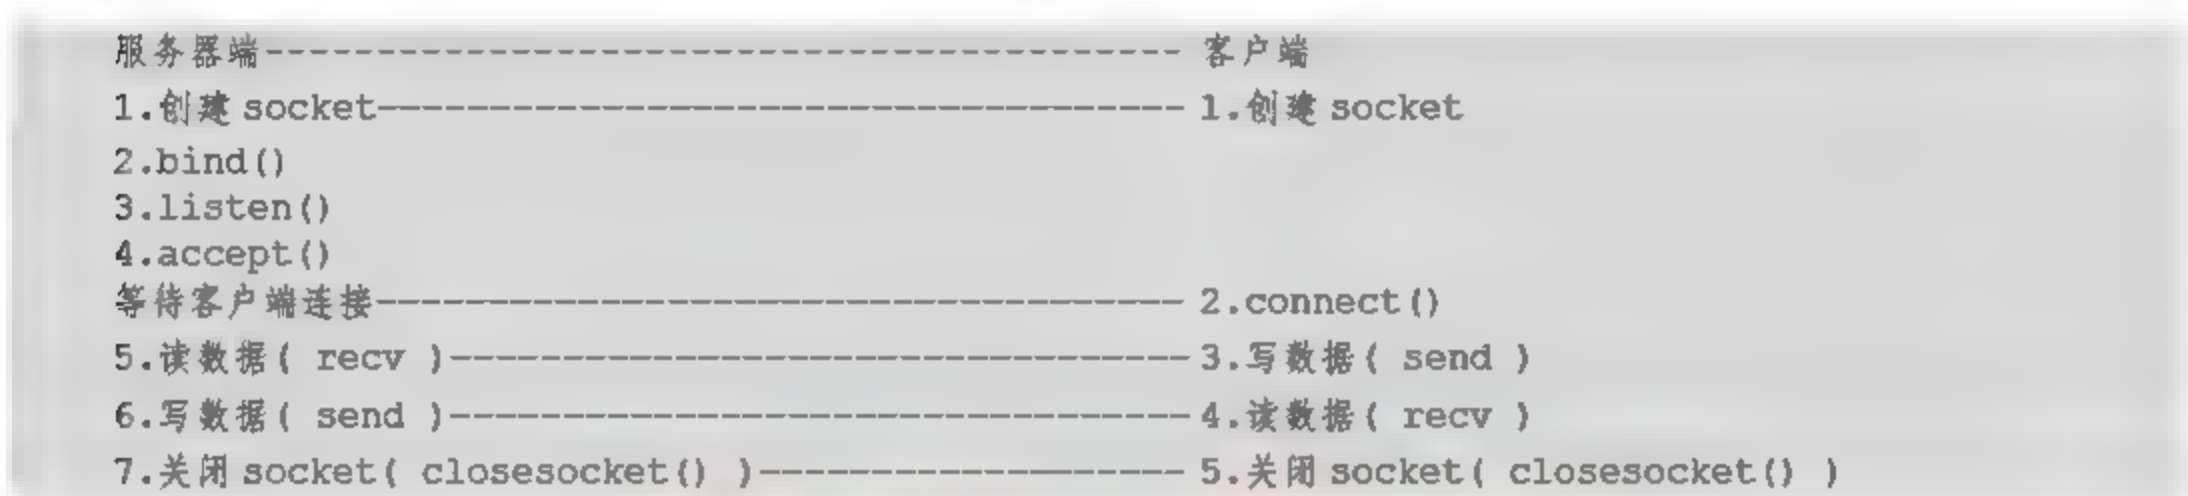 服务器端----------------------------------------- 客户端
1.创建 socket------------------------------------ 1.创建 socket
2.bind()
3.listen()
4.accept()
等待客户端连接------------------------------------ 2.connect()
5.读数据( recv )--------------------------------- 3.写数据( send )
6.写数据( send )--------------------------------- 4.读数据( recv )
7.关闭 socket( closesocket() )------------------- 5.关闭 socket( closesocket() )